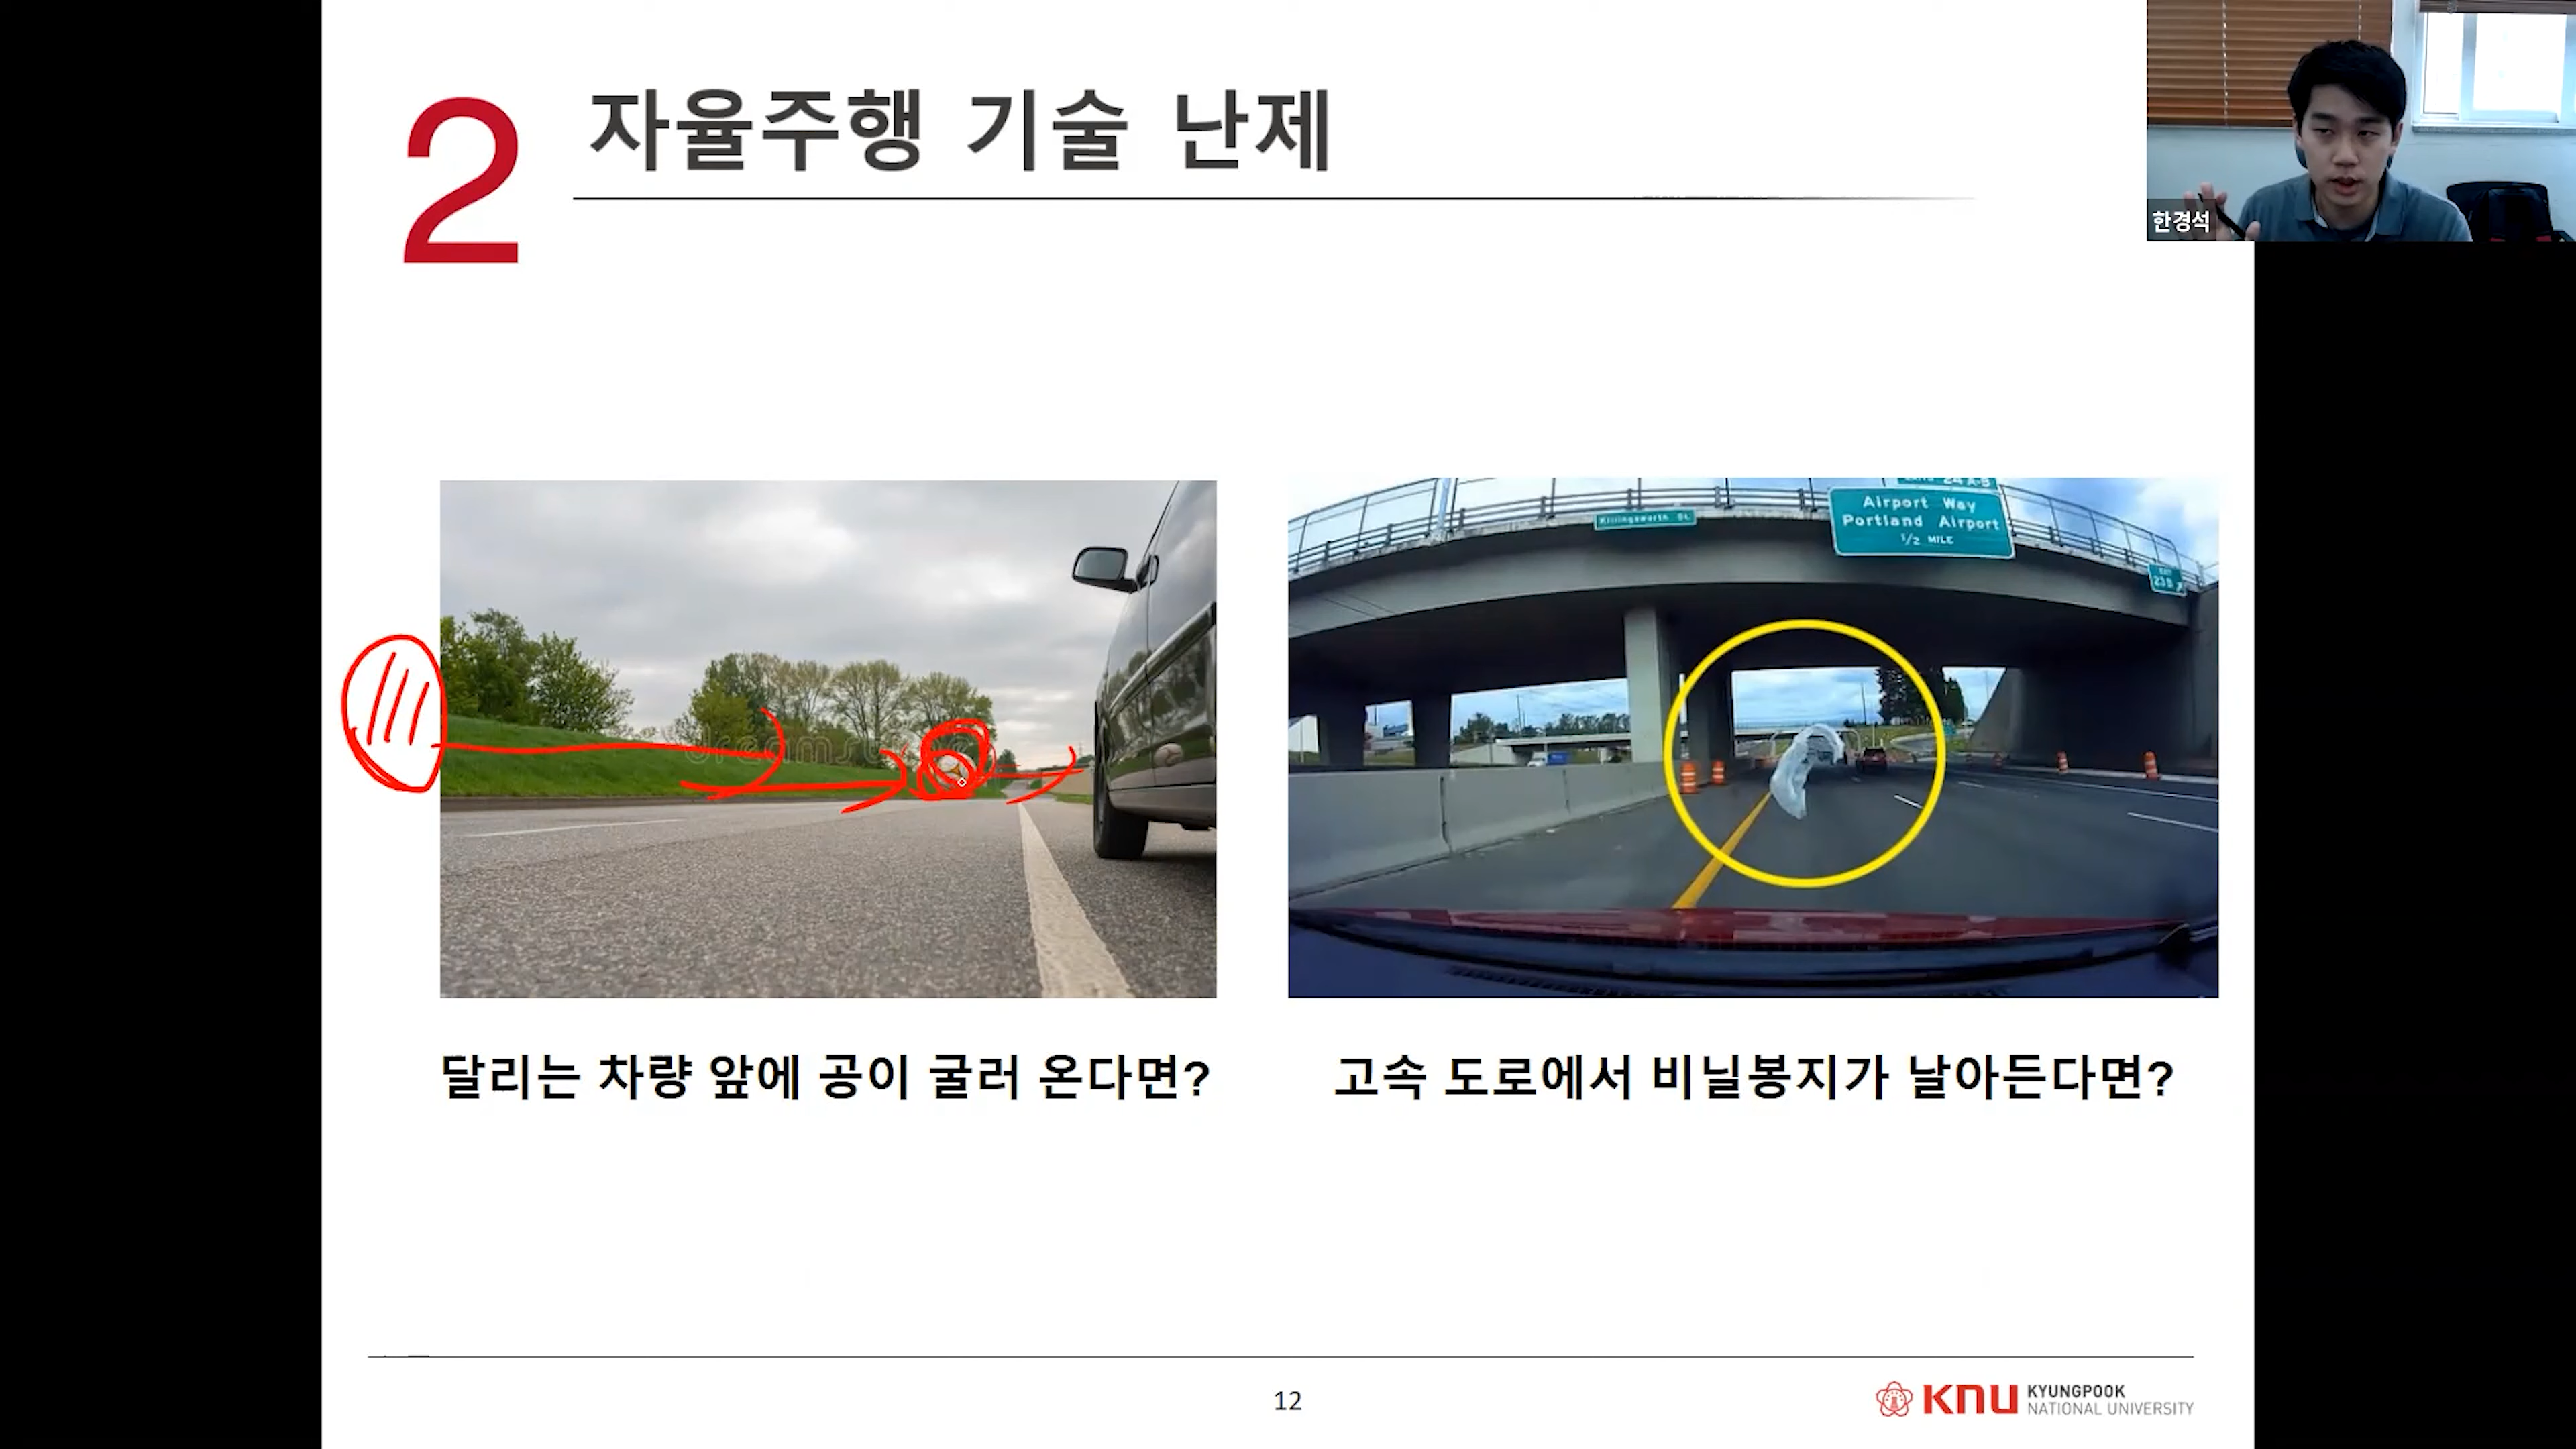 2
자율주행 기술 난제
한경석
Killingsworth St.
Airport Way
Portland Airport
1/2 MILE
EXIT
23B
달리는 차량 앞에 공이 굴러 온다면?
고속 도로에서 비닐봉지가 날아든다면?
12
KNU
KYUNGPOOK
NATIONAL UNIVERSITY